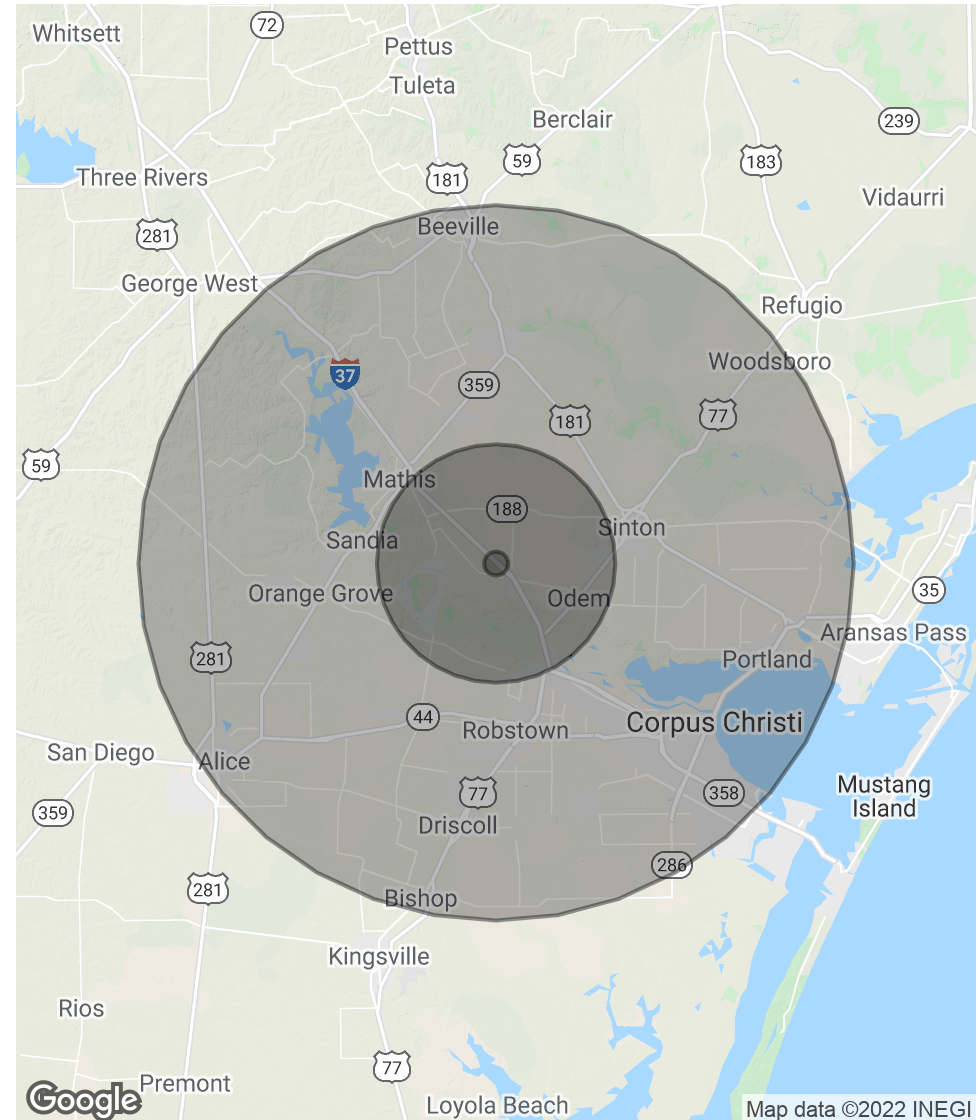 Whitsett
72
Pettus
Tuleta
Berclair
239
59
183
Three Rivers
181
Vidaurri
281
Beeville
George West
Refugio
Woodsboro
37
359
77
181
59
Mathis
188
Sinton
Sandia
Orange Grove
Odem
35
Aransas Pass
281
Portland
44
Corpus Christi
Robstown
San Diego
Alice
Mustang
Island
77
358
359
Driscoll
286
281
Bishop
Kingsville
Rios
77
Premont
Google
Loyola Beach
Map data ©2022 INEGI